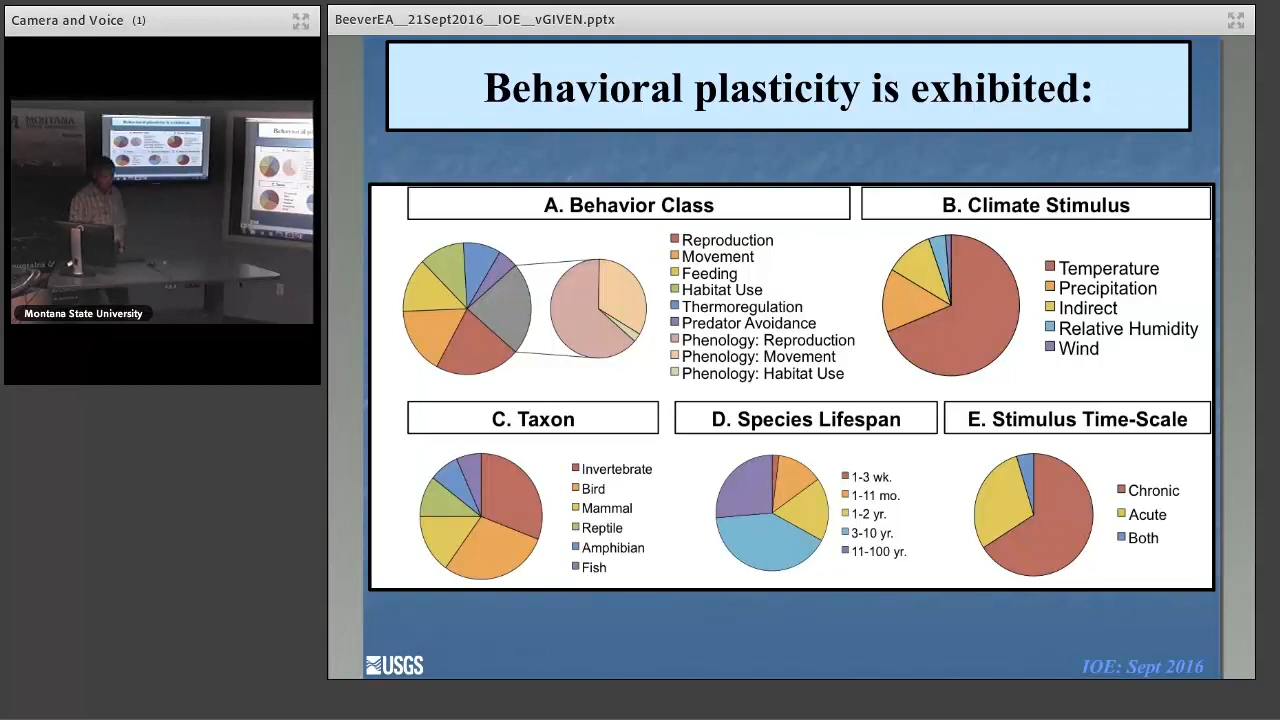 Camera and Voice (1)
BeeverEA__21Sept2016__IOE__vGIVEN.pptx
MONTANA
Montana State University
Behavioral plasticity is exhibited:
A. Behavior Class
Reproduction
Movement
Feeding
Habitat Use
Thermoregulation
Predator Avoidance
Phenology: Reproduction
Phenology: Movement
Phenology: Habitat Use
B. Climate Stimulus
Temperature
Precipitation
Indirect
Relative Humidity
Wind
C. Taxon
Invertebrate
Bird
Mammal
Reptile
Amphibian
Fish
D. Species Lifespan
1-3 wk.
1-11 mo.
1-2 yr.
3-10 yr.
11-100 yr.
E. Stimulus Time-Scale
Chronic
Acute
Both
USGS
IOE: Sept 2016